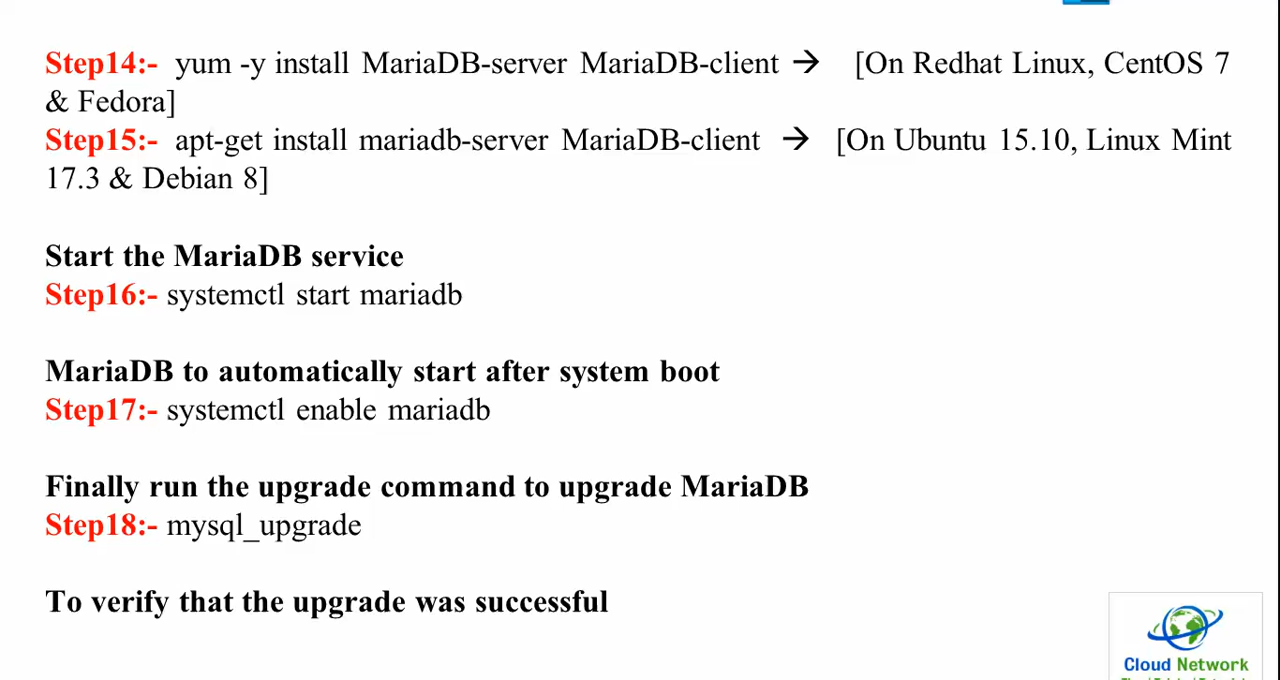 Step14:- yum -y install MariaDB-server MariaDB-client → [On Redhat Linux, CentOS 7
& Fedora]
Step15:- apt-get install mariadb-server MariaDB-client → [On Ubuntu 15.10, Linux Mint
17.3 & Debian 8]
Start the MariaDB service
Step16:- systemctl start mariadb
MariaDB to automatically start after system boot
Step17:- systemctl enable mariadb
Finally run the upgrade command to upgrade MariaDB
Step18:- mysql_upgrade
To verify that the upgrade was successful
Cloud Network